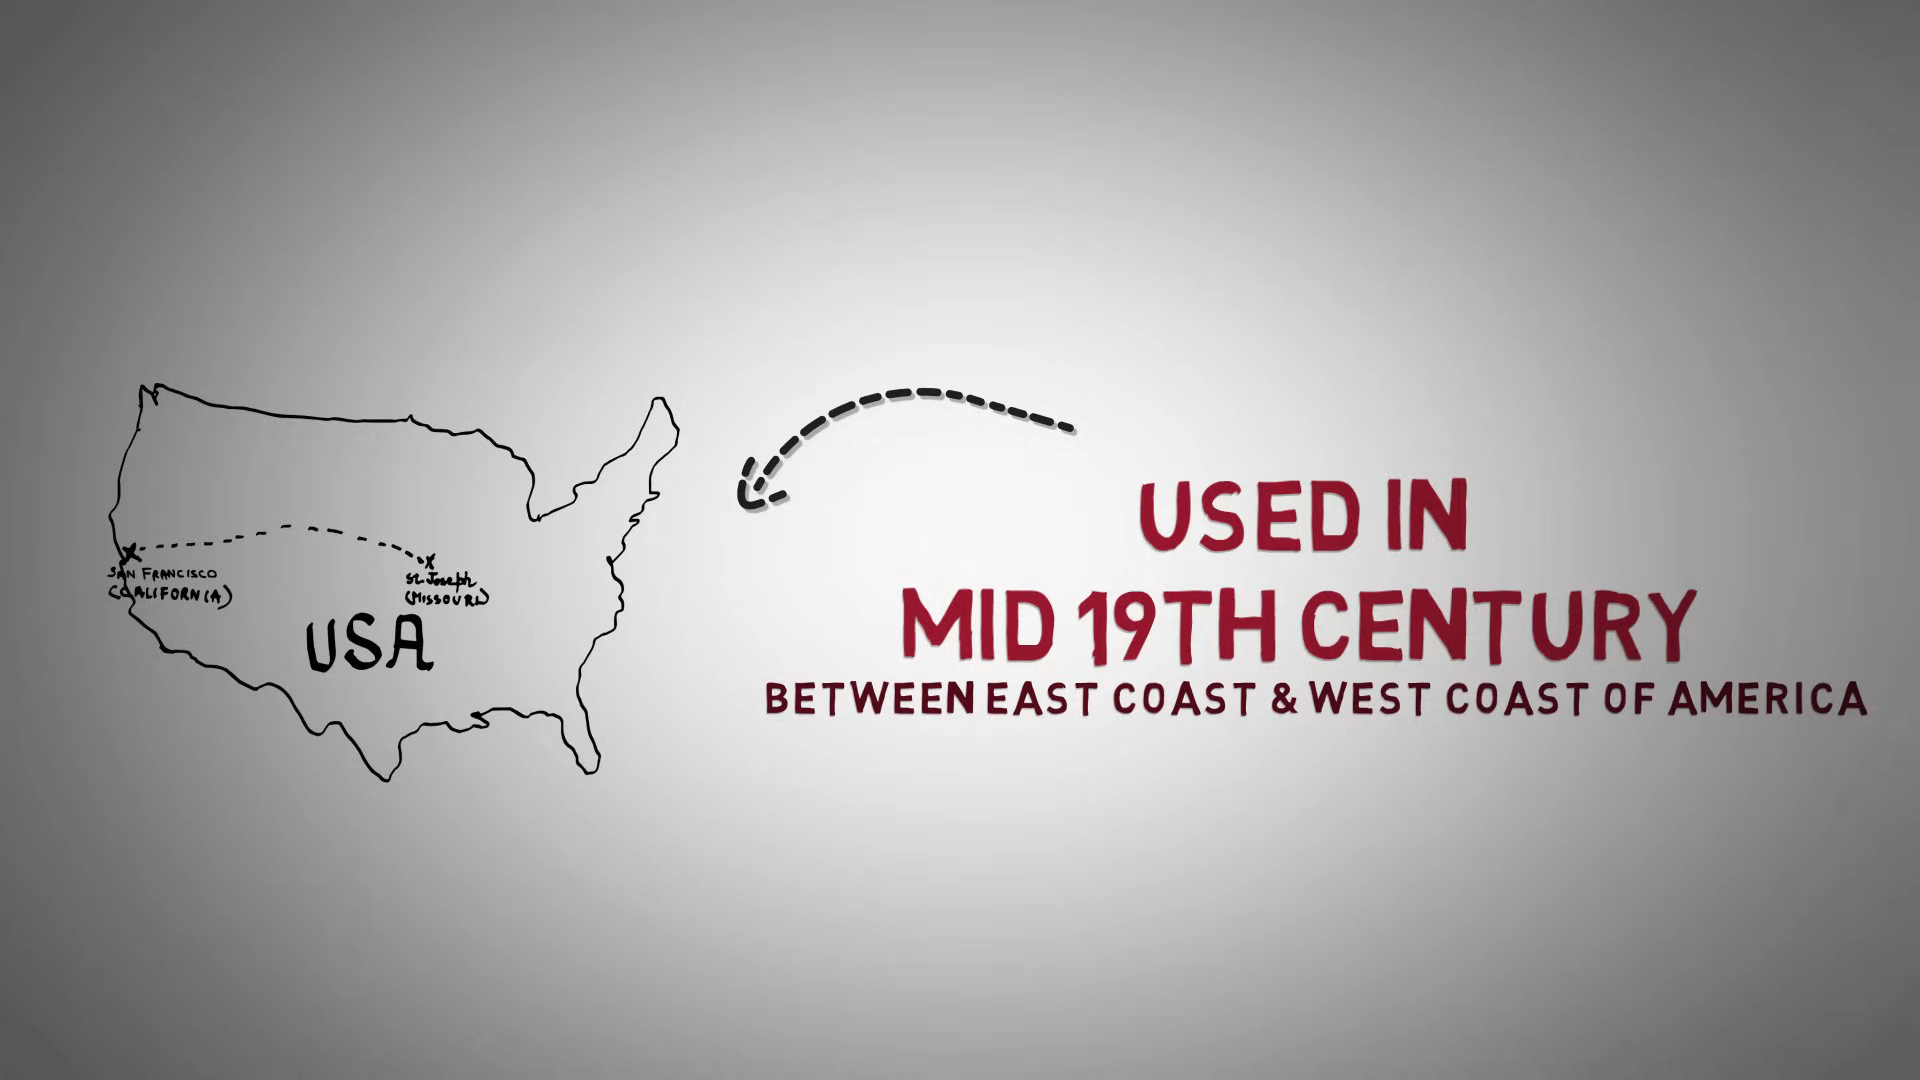 SAN FRANCISCO
(CALIFORNIA)
St. Joseph
(MISSOURI)
USA
USED IN
MID 19TH CENTURY
BETWEEN EAST COAST & WEST COAST OF AMERICA